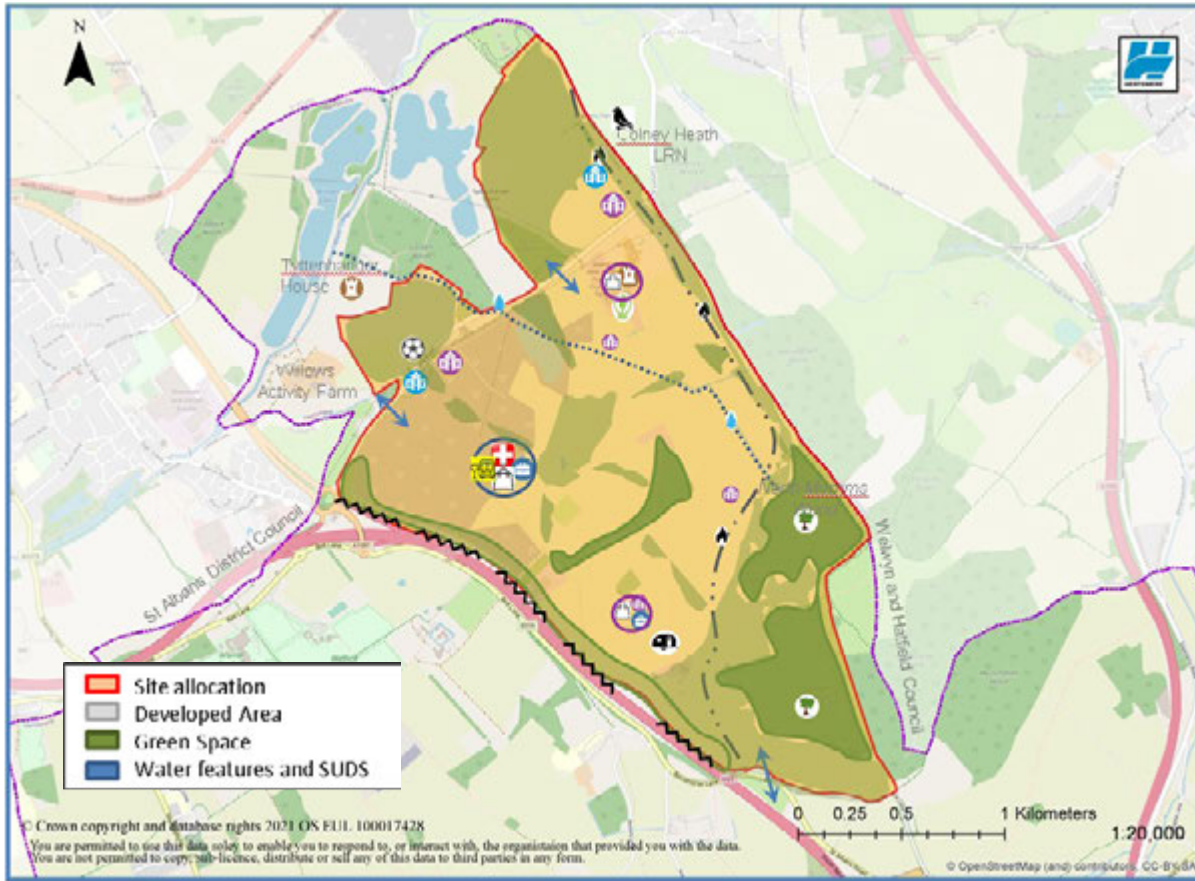 N
Colney Heath
LRN
Tyttenhanger
House
Willows
Activity Farm
St Albans District Council
Welwyn and Hatfield Council
Site allocation
Developed Area
Green Space
Water features and SUDS
0 0.25 0.5 1 Kilometers
1:20,000
© Crown copyright and database rights 2021 OS EUL 100017428
You are permitted to use this data soley to enable you to respond to, or interact with, the organistaion that provided you with the data.
You are not permitted to copy, sub-licence, distribute or sell any of this data to third parties in any form.
© OpenStreetMap (and) contributors, CC-BY-SA